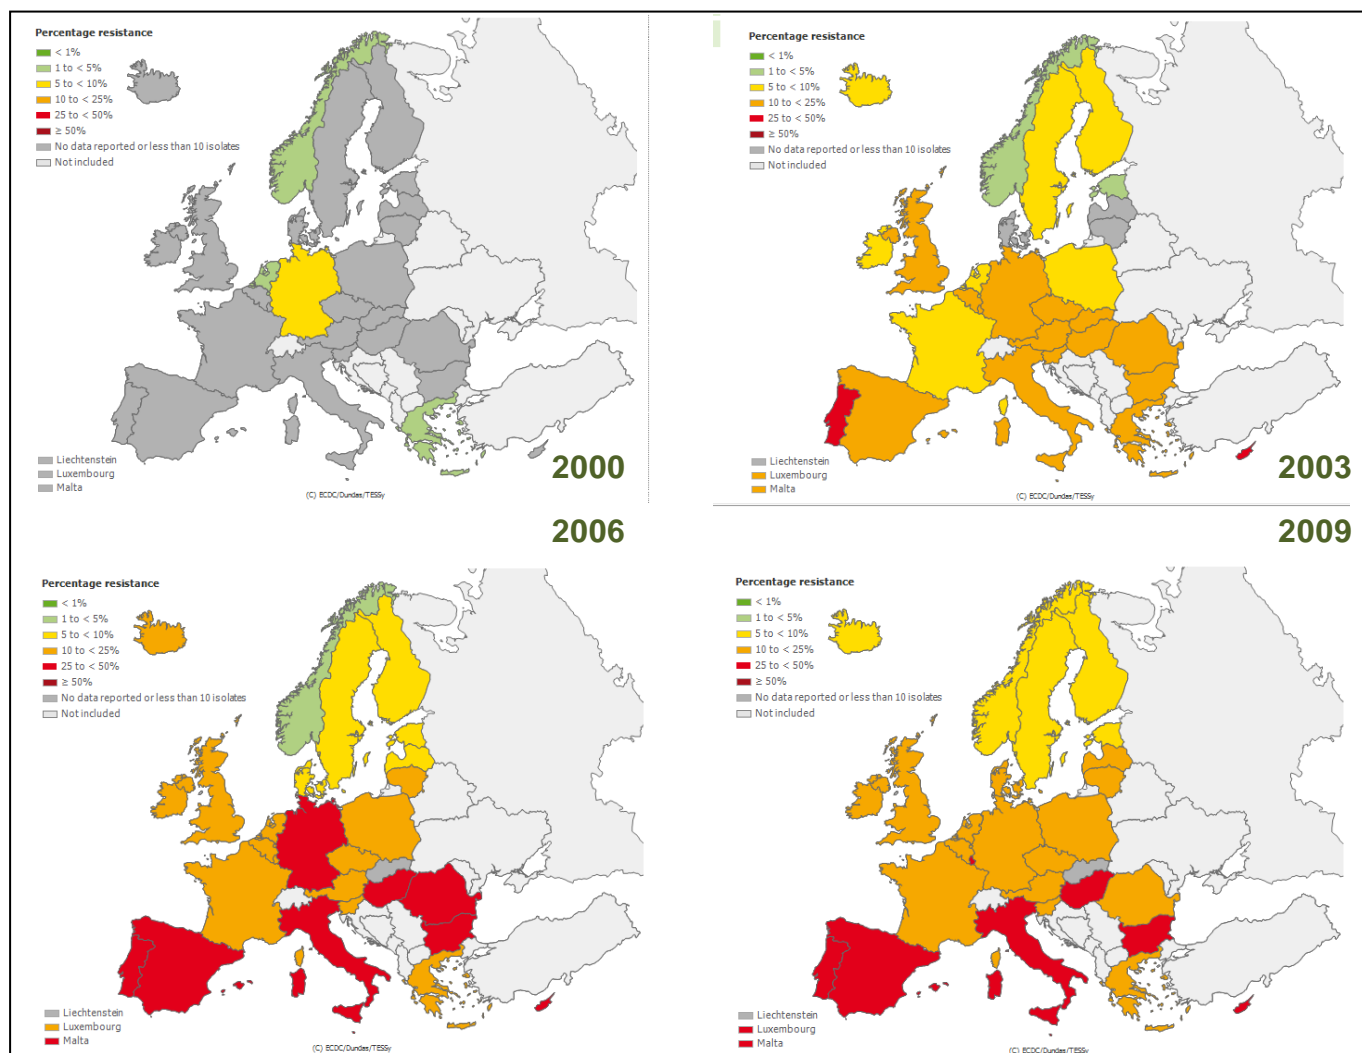 Percentage resistance
< 1%
1 to < 5%
5 to < 10%
10 to < 25%
25 to < 50%
≥ 50%
No data reported or less than 10 isolates
Not included
Liechtenstein
Luxembourg
Malta
2000
(C) ECDC/Dundas/TESSy
Percentage resistance
< 1%
1 to < 5%
5 to < 10%
10 to < 25%
25 to < 50%
≥ 50%
No data reported or less than 10 isolates
Not included
Liechtenstein
Luxembourg
Malta
2003
(C) ECDC/Dundas/TESSy
2006
Percentage resistance
< 1%
1 to < 5%
5 to < 10%
10 to < 25%
25 to < 50%
≥ 50%
No data reported or less than 10 isolates
Not included
Liechtenstein
Luxembourg
Malta
(C) ECDC/Dundas/TESSy
2009
Percentage resistance
< 1%
1 to < 5%
5 to < 10%
10 to < 25%
25 to < 50%
≥ 50%
No data reported or less than 10 isolates
Not included
Liechtenstein
Luxembourg
Malta
(C) ECDC/Dundas/TESSy